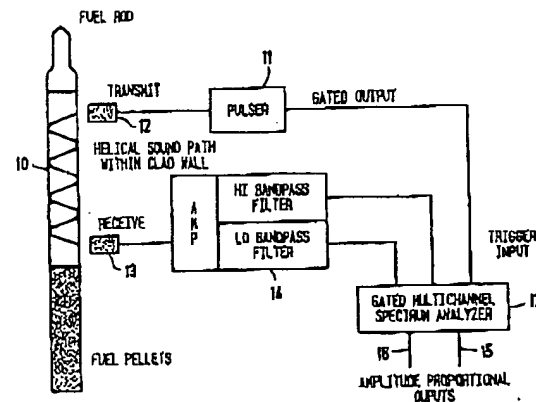 FUEL ROD
11
TRANSMIT
PULSER
GATED OUTPUT
12
HELICAL SOUND PATH
WITHIN CLAD WALL
10
HI BANDPASS
FILTER
AMP
RECEIVE
LO BANDPASS
FILTER
TRIGGER
INPUT
13
14
GATED MULTICHANNEL
SPECTRUM ANALYZER
16
15
FUEL PELLETS
AMPLITUDE PROPORTIONAL
OUPUTS